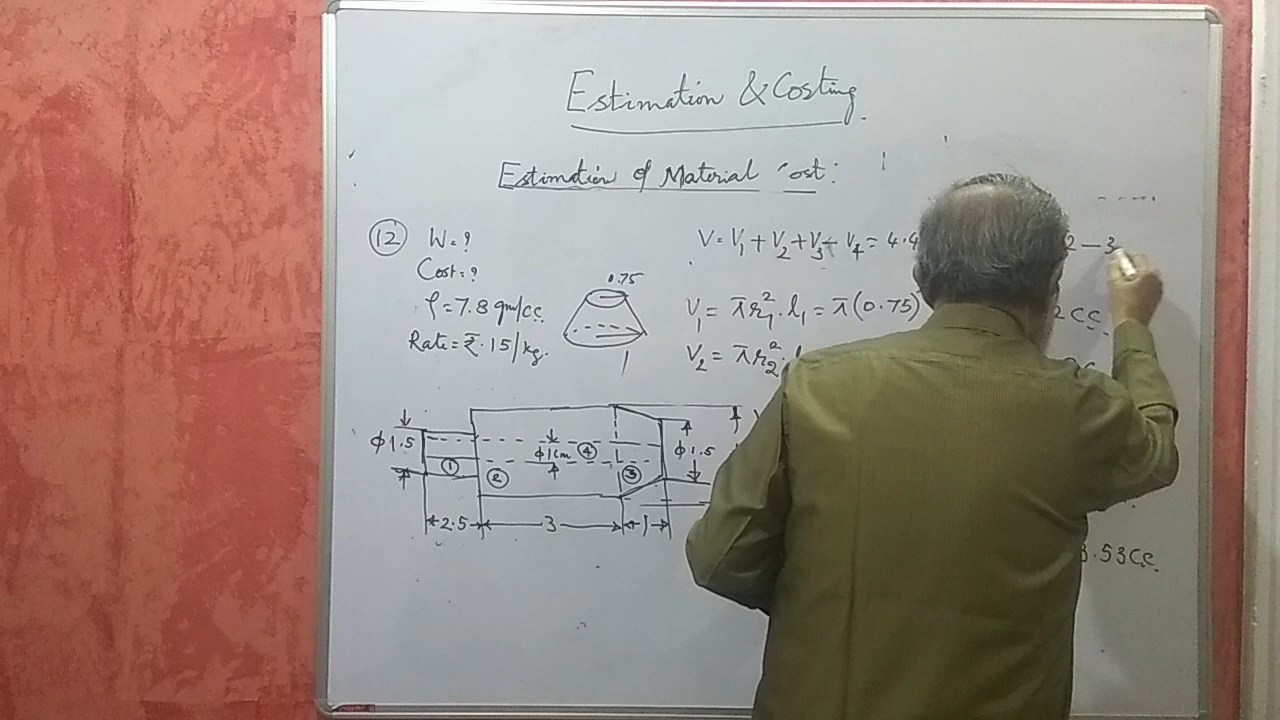 Estimation & Costing.
Estimation of Material Cost:
(12) W=?
Cost=?
ρ=7.8 gm/cc.
Rate=₹.15/kg.
0.75
1
V=V₁+V₂+V₃-V₄=4.4
2-3
V₁=πr₁².l₁=π(0.75)
2CC.
V₂=πr₂².l
φ1.5
①
②
φ1cm
④
③
φ1.5
2.5
3
1
3.53CC.